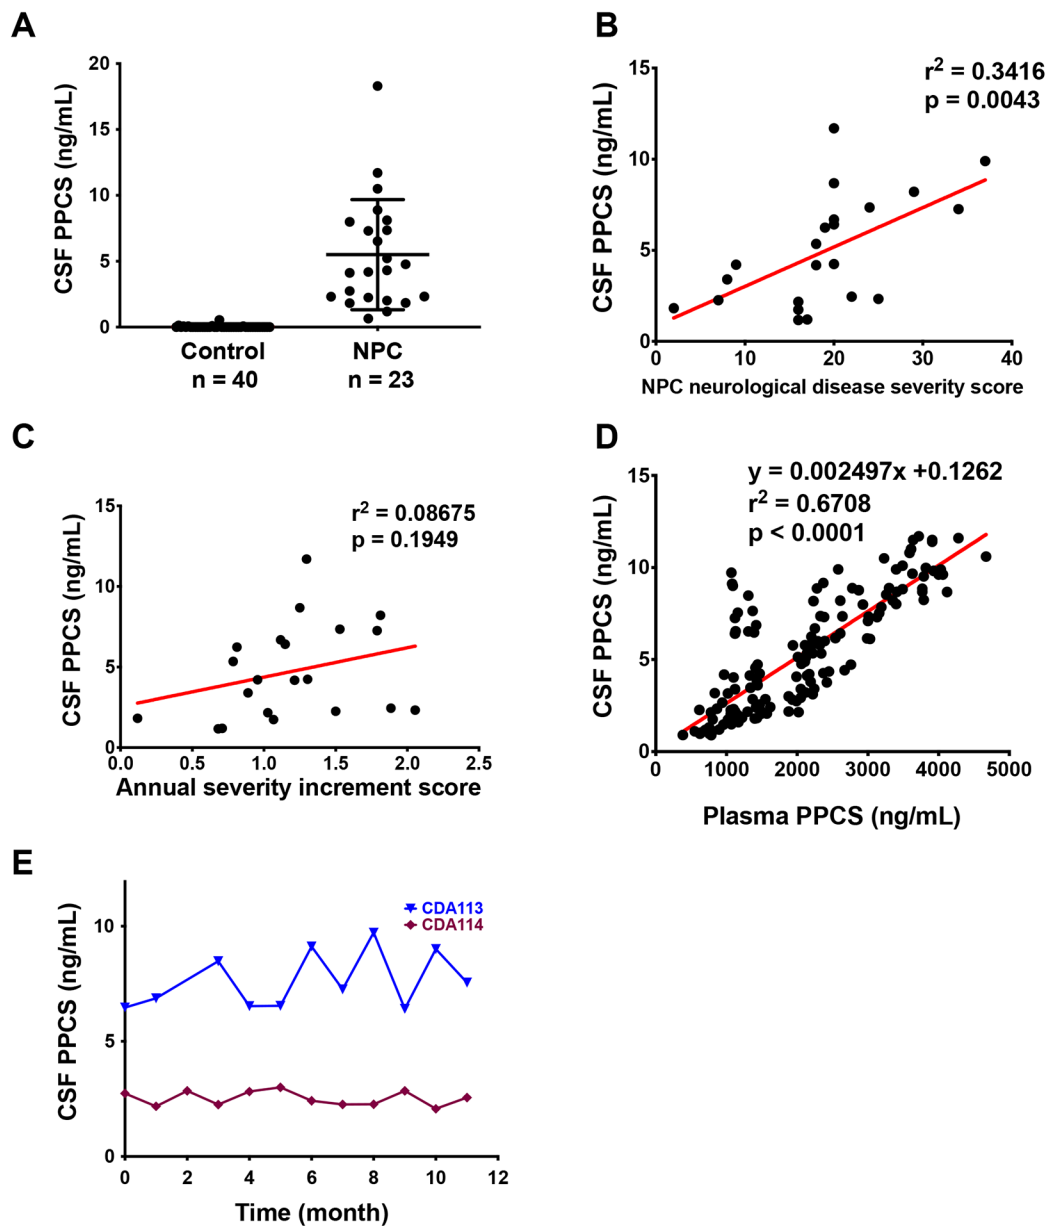 A
CSF PPCS (ng/mL)
20
15
10
5
0
Control
NPC
n = 40
n = 23
B
CSF PPCS (ng/mL)
15
10
5
0
r² = 0.3416
p = 0.0043
0
10
20
30
40
NPC neurological disease severity score
C
CSF PPCS (ng/mL)
15
10
5
0
r² = 0.08675
p = 0.1949
0.0
0.5
1.0
1.5
2.0
2.5
Annual severity increment score
D
CSF PPCS (ng/mL)
15
10
5
0
y = 0.002497x +0.1262
r² = 0.6708
p < 0.0001
0
1000
2000
3000
4000
5000
Plasma PPCS (ng/mL)
E
CSF PPCS (ng/mL)
10
5
0
CDA113
CDA114
0
2
4
6
8
10
12
Time (month)